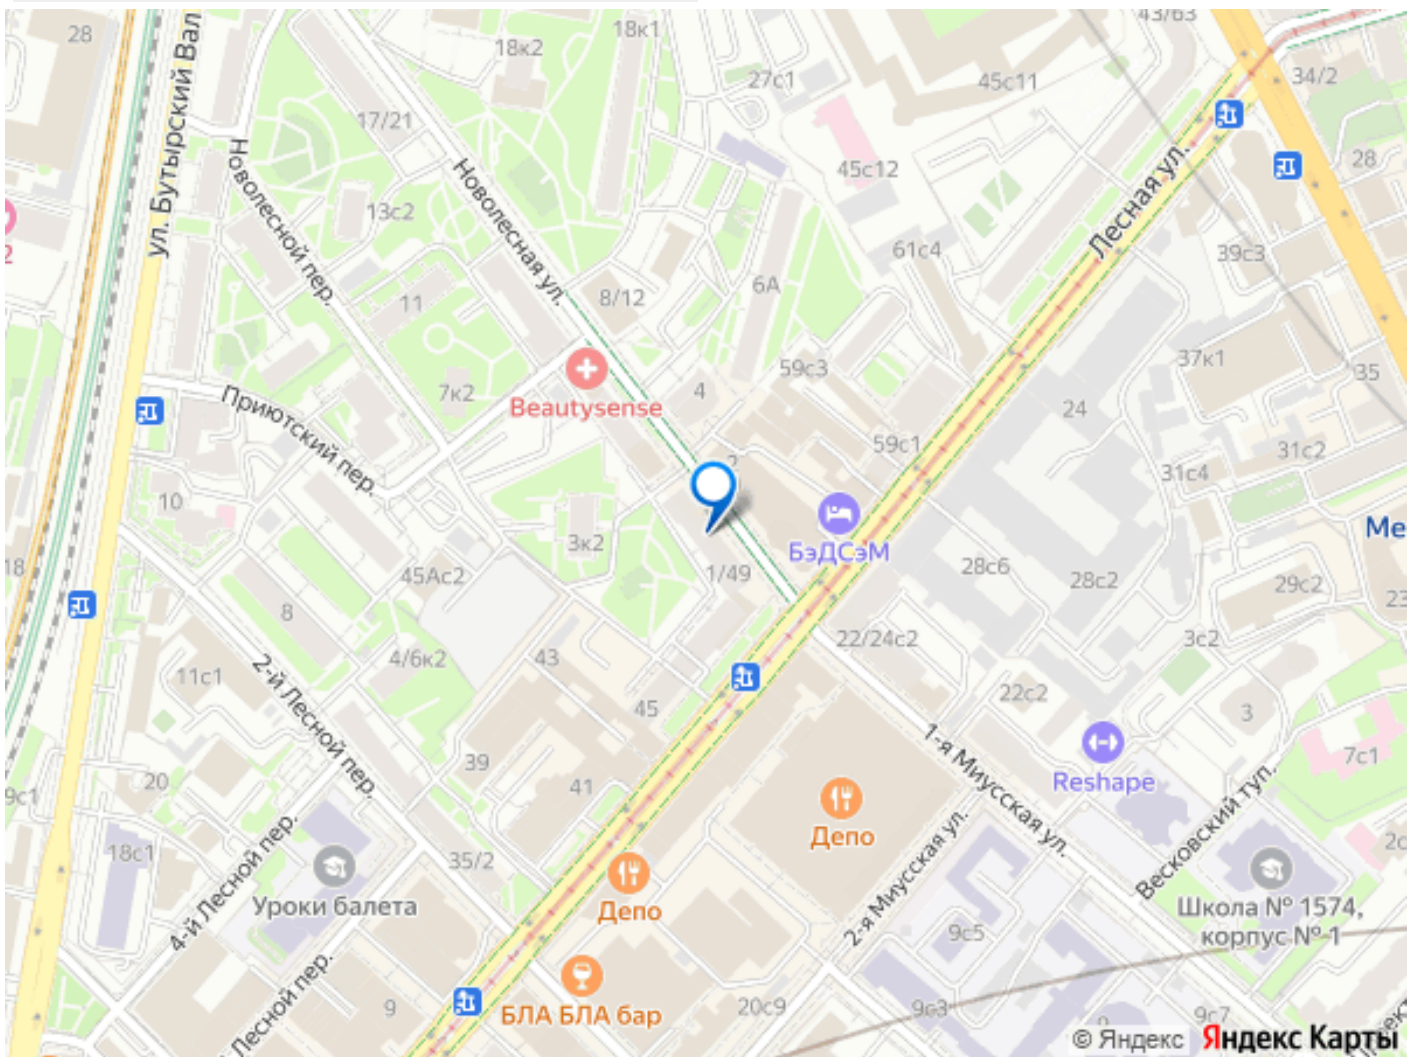 28
18к2
18к1
43/63
ул. Бутырский Вал
27с1
45с11
34/2
17/21
Новолесной пер.
Новолесная ул.
45с12
28
13с2
Лесная ул.
2
61с4
39с3
11
8/12
6А
7к2
Beautysense
4
59с3
37к1
35
24
Приютский пер.
59с1
31с2
31с4
2
10
3к2
БэДСэМ
Ме
18
45Ас2
1/49
28с6
28с2
29с2
23
8
4/6к2
43
22/24с2
3с2
11с1
2-й Лесной пер.
45
22с2
3
7с1
39
41
1-я Миусская ул.
Reshape
20
9с1
Депо
Весковский туп.
18с1
35/2
2-я Миусская ул.
2с
4-й Лесной пер.
Уроки балета
Депо
Школа № 1574,
корпус № 1
9с5
Лесной пер.
9
БЛА БЛА бар
20с9
9с3
9с7
© Яндекс Яндекс Карты